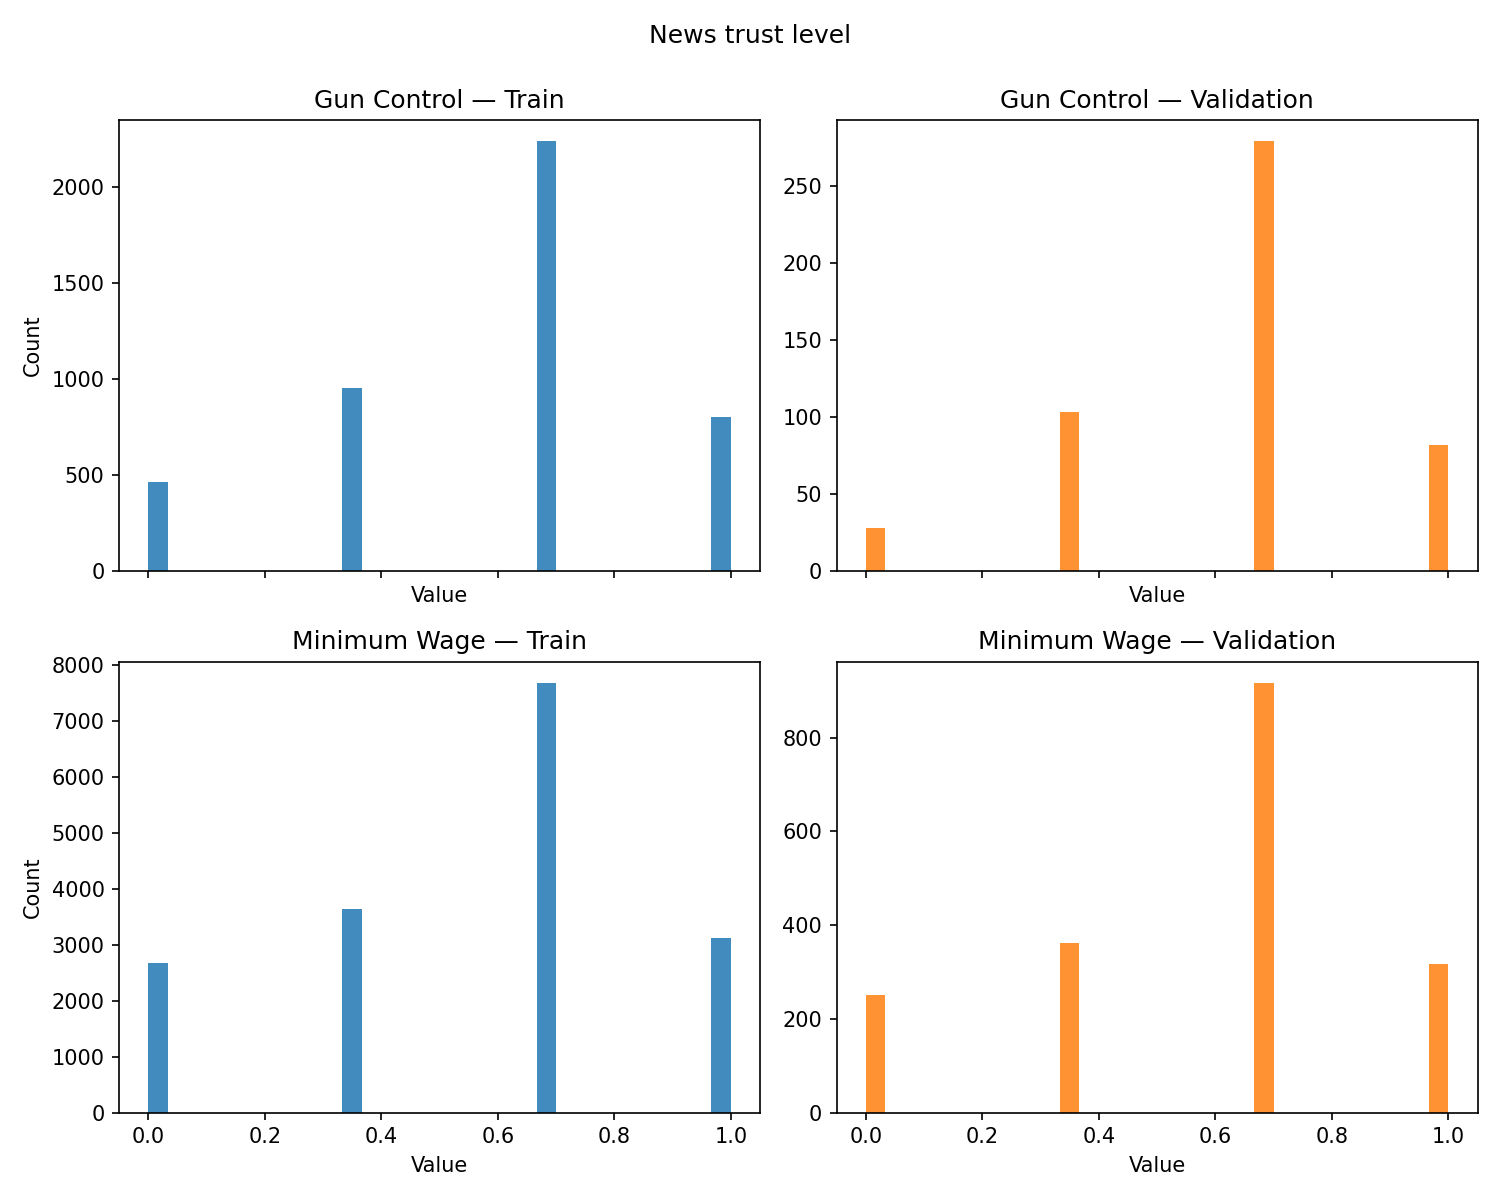 News trust level
Gun Control — Train
Gun Control — Validation
Count
2000
1500
1000
500
0
Value
250
200
150
100
50
0
Value
Minimum Wage — Train
Minimum Wage — Validation
Count
8000
7000
6000
5000
4000
3000
2000
1000
0
0.0 0.2 0.4 0.6 0.8 1.0
Value
800
600
400
200
0
0.0 0.2 0.4 0.6 0.8 1.0
Value